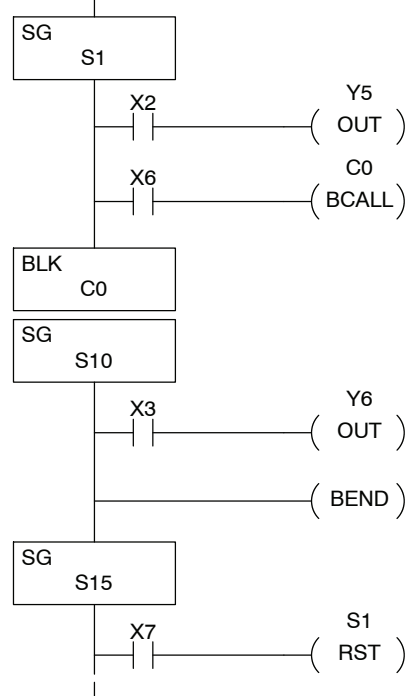 SG
S1
X2
Y5
OUT
X6
C0
BCALL
BLK
C0
SG
S10
X3
Y6
OUT
BEND
SG
S15
X7
S1
RST